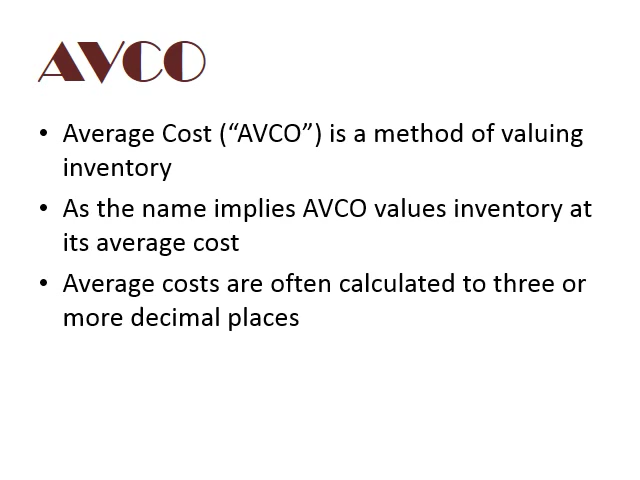 AVCO
• Average Cost (“AVCO”) is a method of valuing
inventory
• As the name implies AVCO values inventory at
its average cost
• Average costs are often calculated to three or
more decimal places